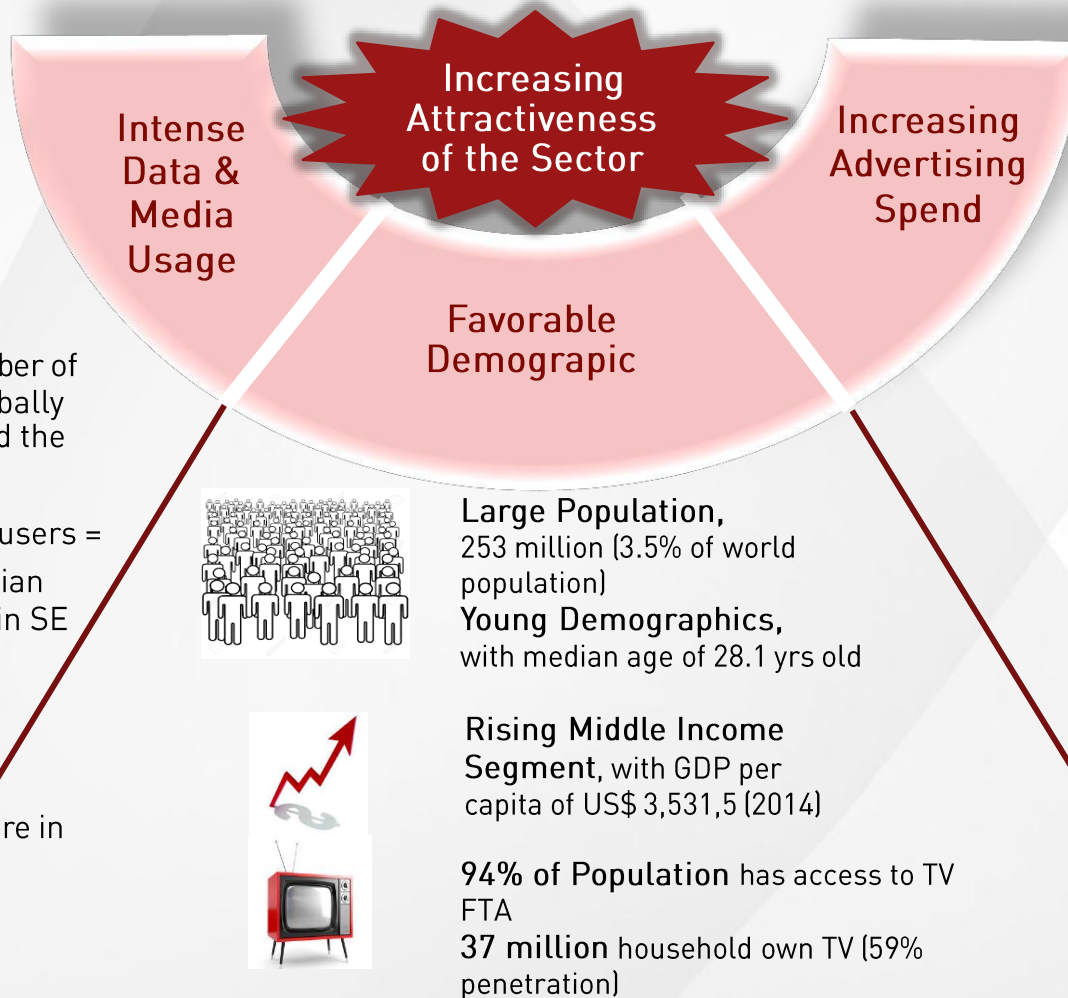 Increasing
Attractiveness
of the Sector
Intense
Data &
Media
Usage
Increasing
Advertising
Spend
Favorable
Demograpic
ber of
bally
d the
users =
ian
in SE
re in
Large Population,
253 million (3.5% of world
population)
Young Demographics,
with median age of 28.1 yrs old
Rising Middle Income
Segment, with GDP per
capita of US$ 3,531,5 (2014)
94% of Population has access to TV
FTA
37 million household own TV (59%
penetration)